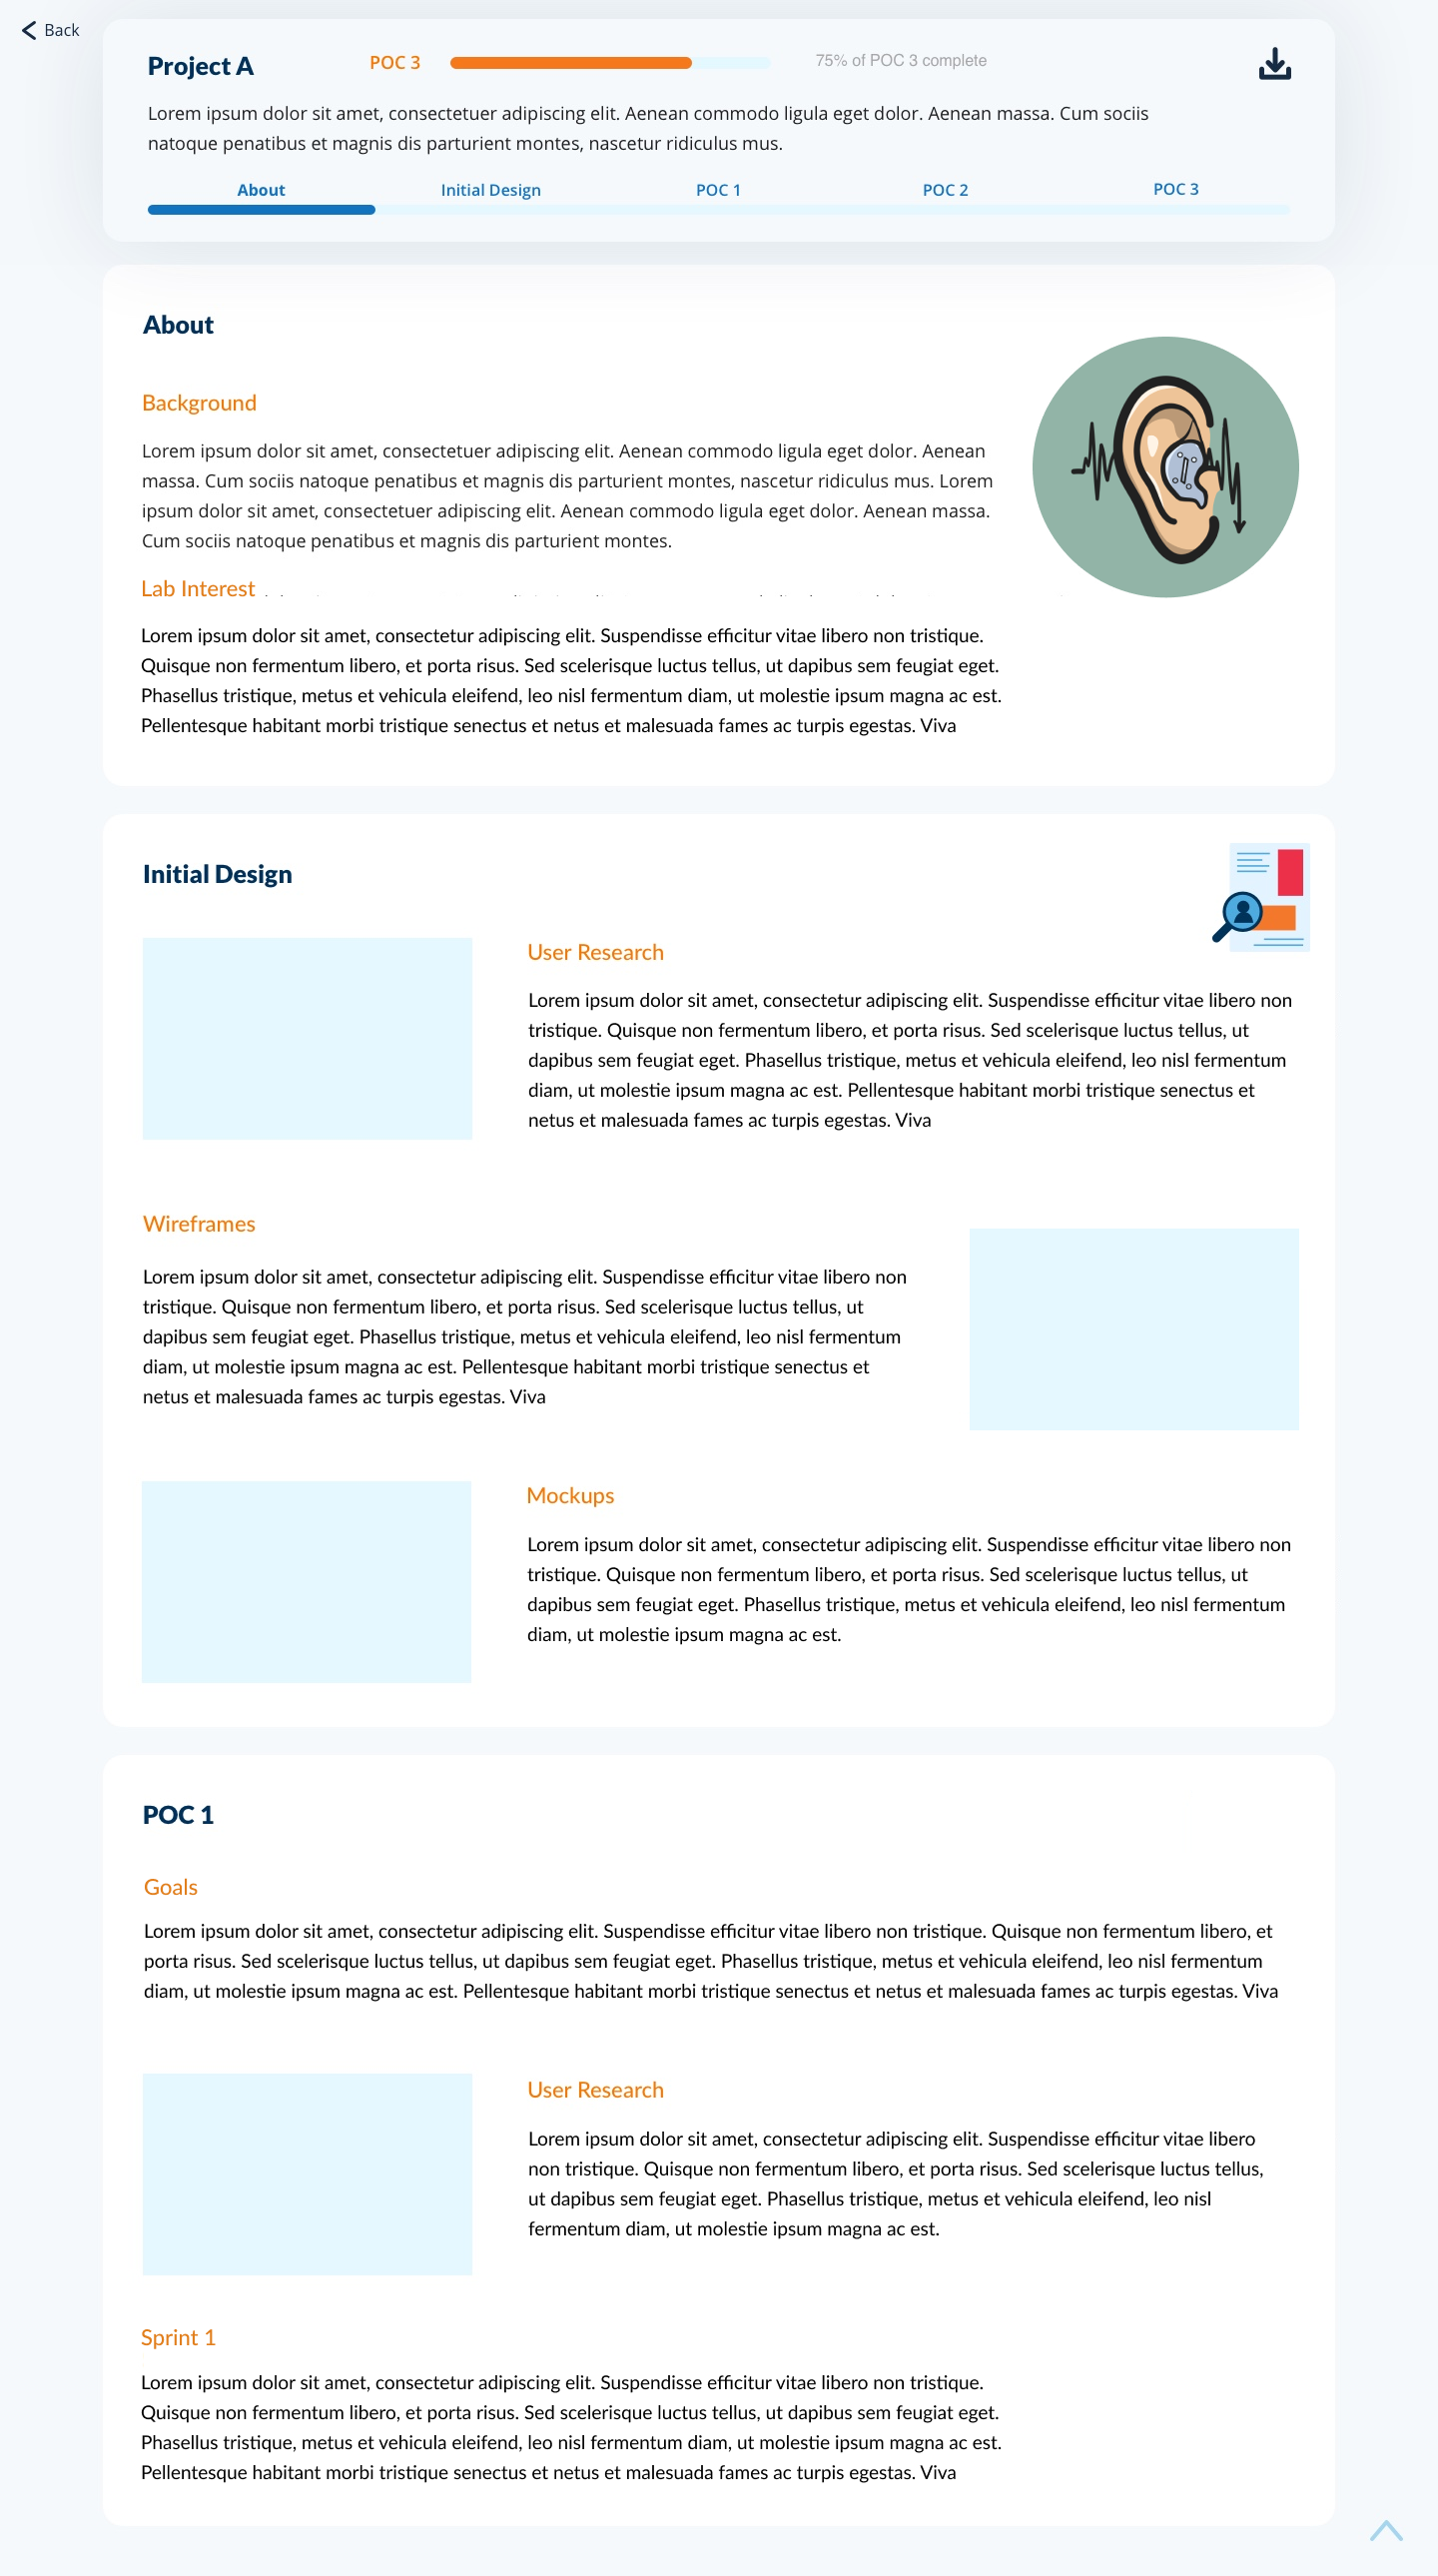 Back
Project A
POC 3
75% of POC 3 complete
Lorem ipsum dolor sit amet, consectetuer adipiscing elit. Aenean commodo ligula eget dolor. Aenean massa. Cum sociis
natoque penatibus et magnis dis parturient montes, nascetur ridiculus mus.
About
Initial Design
POC 1
POC 2
POC 3
About
Background
Lorem ipsum dolor sit amet, consectetuer adipiscing elit. Aenean commodo ligula eget dolor. Aenean
massa. Cum sociis natoque penatibus et magnis dis parturient montes, nascetur ridiculus mus. Lorem
ipsum dolor sit amet, consectetuer adipiscing elit. Aenean commodo ligula eget dolor. Aenean massa.
Cum sociis natoque penatibus et magnis dis parturient montes.
Lab Interest
Lorem ipsum dolor sit amet, consectetur adipiscing elit. Suspendisse efficitur vitae libero non tristique.
Quisque non fermentum libero, et porta risus. Sed scelerisque luctus tellus, ut dapibus sem feugiat eget.
Phasellus tristique, metus et vehicula eleifend, leo nisl fermentum diam, ut molestie ipsum magna ac est.
Pellentesque habitant morbi tristique senectus et netus et malesuada fames ac turpis egestas. Viva
Initial Design
User Research
Lorem ipsum dolor sit amet, consectetur adipiscing elit. Suspendisse efficitur vitae libero non
tristique. Quisque non fermentum libero, et porta risus. Sed scelerisque luctus tellus, ut
dapibus sem feugiat eget. Phasellus tristique, metus et vehicula eleifend, leo nisl fermentum
diam, ut molestie ipsum magna ac est. Pellentesque habitant morbi tristique senectus et
netus et malesuada fames ac turpis egestas. Viva
Wireframes
Lorem ipsum dolor sit amet, consectetur adipiscing elit. Suspendisse efficitur vitae libero non
tristique. Quisque non fermentum libero, et porta risus. Sed scelerisque luctus tellus, ut
dapibus sem feugiat eget. Phasellus tristique, metus et vehicula eleifend, leo nisl fermentum
diam, ut molestie ipsum magna ac est. Pellentesque habitant morbi tristique senectus et
netus et malesuada fames ac turpis egestas. Viva
Mockups
Lorem ipsum dolor sit amet, consectetur adipiscing elit. Suspendisse efficitur vitae libero non
tristique. Quisque non fermentum libero, et porta risus. Sed scelerisque luctus tellus, ut
dapibus sem feugiat eget. Phasellus tristique, metus et vehicula eleifend, leo nisl fermentum
diam, ut molestie ipsum magna ac est.
POC 1
Goals
Lorem ipsum dolor sit amet, consectetur adipiscing elit. Suspendisse efficitur vitae libero non tristique. Quisque non fermentum libero, et
porta risus. Sed scelerisque luctus tellus, ut dapibus sem feugiat eget. Phasellus tristique, metus et vehicula eleifend, leo nisl fermentum
diam, ut molestie ipsum magna ac est. Pellentesque habitant morbi tristique senectus et netus et malesuada fames ac turpis egestas. Viva
User Research
Lorem ipsum dolor sit amet, consectetur adipiscing elit. Suspendisse efficitur vitae libero
non tristique. Quisque non fermentum libero, et porta risus. Sed scelerisque luctus tellus,
ut dapibus sem feugiat eget. Phasellus tristique, metus et vehicula eleifend, leo nisl
fermentum diam, ut molestie ipsum magna ac est.
Sprint 1
Lorem ipsum dolor sit amet, consectetur adipiscing elit. Suspendisse efficitur vitae libero non tristique.
Quisque non fermentum libero, et porta risus. Sed scelerisque luctus tellus, ut dapibus sem feugiat eget.
Phasellus tristique, metus et vehicula eleifend, leo nisl fermentum diam, ut molestie ipsum magna ac est.
Pellentesque habitant morbi tristique senectus et netus et malesuada fames ac turpis egestas. Viva